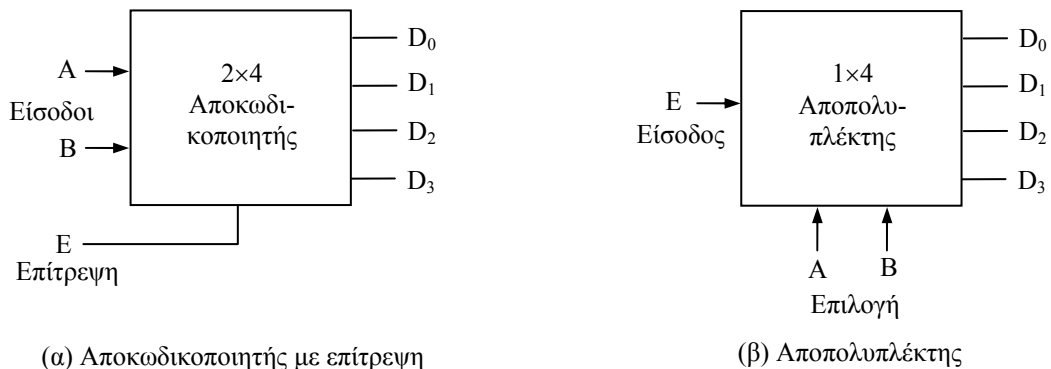 A
Είσοδοι
B
2×4
Αποκωδι-
κοποιητής
D0
D1
D2
D3
E
Επίτρεψη
(α) Αποκωδικοποιητής με επίτρεψη
E
Είσοδος
1×4
Αποπολυ-
πλέκτης
D0
D1
D2
D3
A B
Επιλογή
(β) Αποπολυπλέκτης